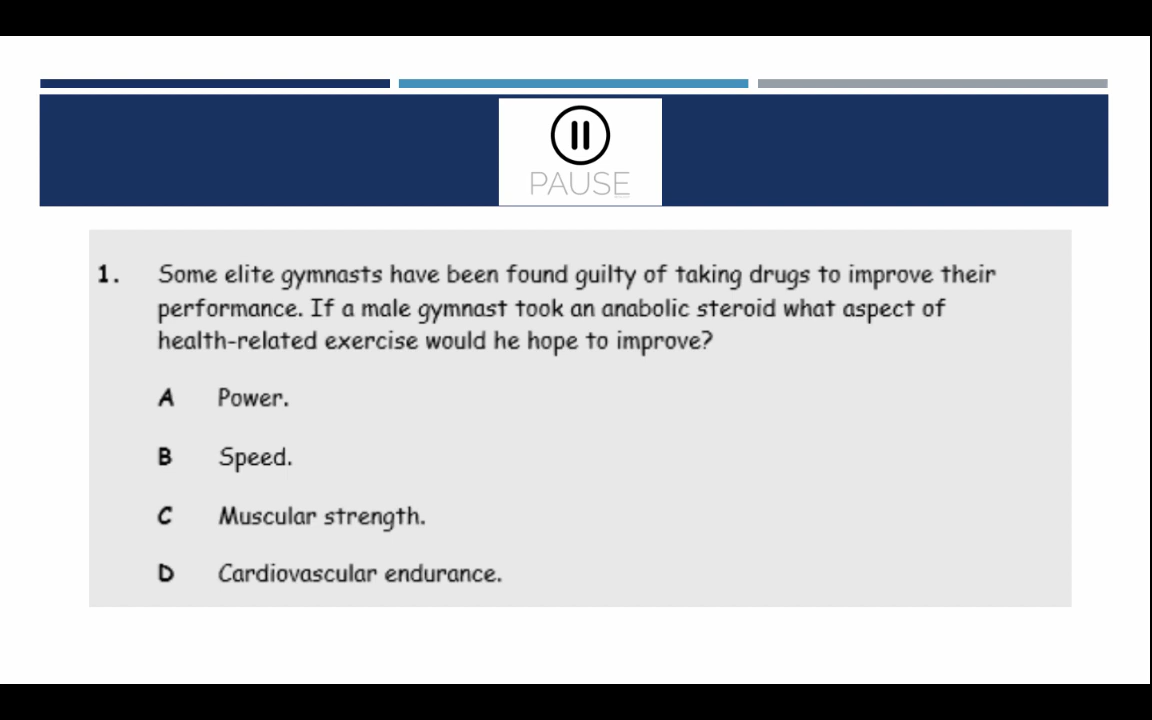 PAUSE
1. Some elite gymnasts have been found guilty of taking drugs to improve their
performance. If a male gymnast took an anabolic steroid what aspect of
health-related exercise would he hope to improve?
A Power.
B Speed.
C Muscular strength.
D Cardiovascular endurance.